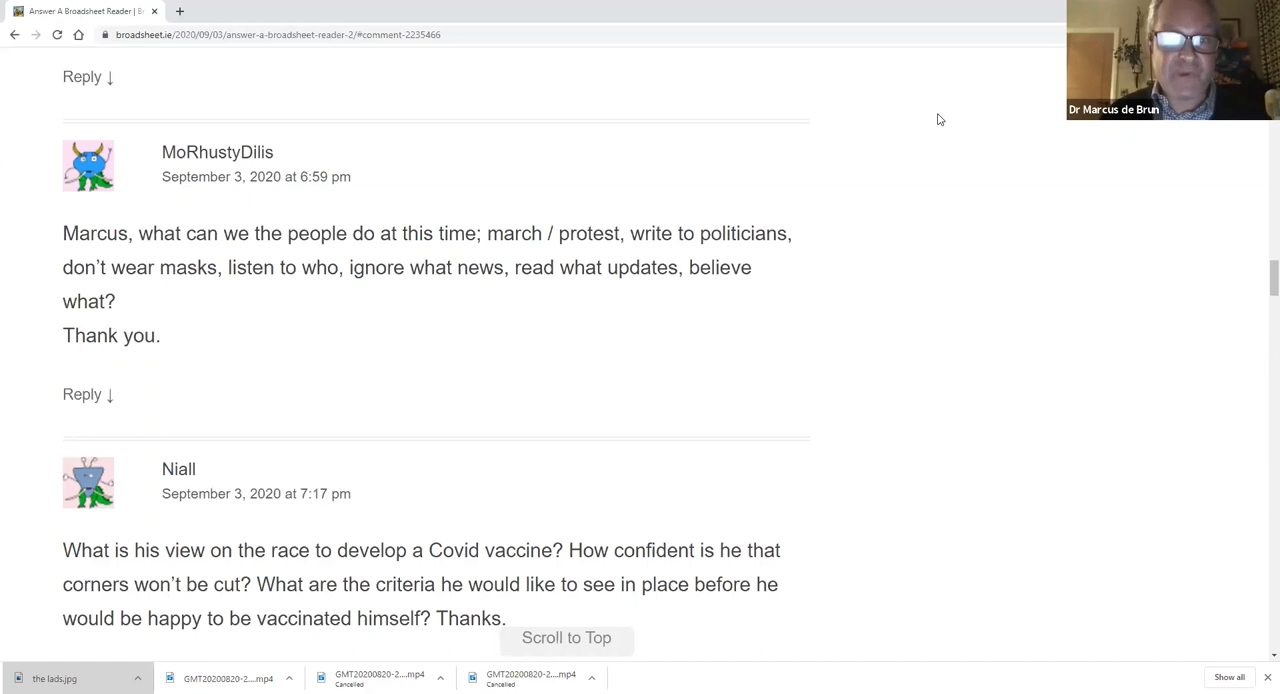 Answer A Broadsheet Reader | Br
broadsheet.ie/2020/09/03/answer-a-broadsheet-reader-2/#comment-2235466
Dr Marcus de Brun
Reply ↓
MoRhustyDilis
September 3, 2020 at 6:59 pm
Marcus, what can we the people do at this time; march / protest, write to politicians,
don’t wear masks, listen to who, ignore what news, read what updates, believe
what?
Thank you.
Reply ↓
Niall
September 3, 2020 at 7:17 pm
What is his view on the race to develop a Covid vaccine? How confident is he that
corners won’t be cut? What are the criteria he would like to see in place before he
would be happy to be vaccinated himself? Thanks.
Scroll to Top
the lads.jpg
GMT20200820-2....mp4
GMT20200820-2....mp4
Cancelled
GMT20200820-2....mp4
Cancelled
Show all